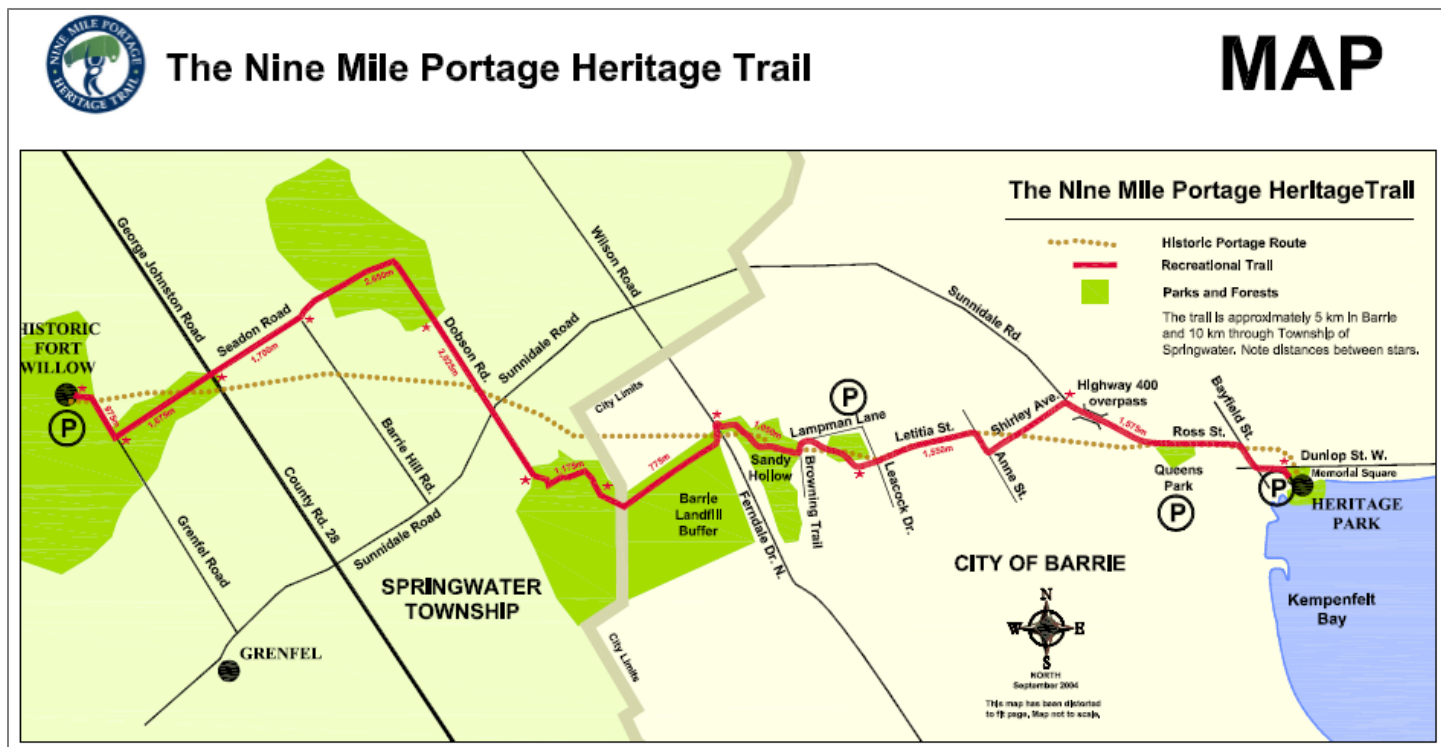 NINE MILE PORTAGE
HERITAGE TRAIL
The Nine Mile Portage Heritage Trail
MAP
The Nine Mile Portage HeritageTrail
Historic Portage Route
Recreational Trail
Parks and Forests
The trail is approximately 5 km in Barrie
and 10 km through Township of
Springwater. Note distances between stars.
HISTORIC
FORT
WILLOW
P
975m
1,675m
George Johnston Road
Seadon Road
1,700m
2,650m
Dobson Rd.
2,025m
Sunnidale Road
Wilson Road
City Limits
Sunnidale Rd.
Barrie Hill Rd.
County Rd. 28
Grenfel Road
Sunnidale Road
GRENFEL
SPRINGWATER
TOWNSHIP
1,175m
775m
Barrie
Landfill
Buffer
City Limits
Ferndale Dr. N.
Sandy
Hollow
Browning Trail
Lampman Lane
P
Leacock Dr.
Letitia St.
1,550m
Anne St.
Shirley Ave.
Highway 400
overpass
1,575m
Ross St.
Queens
Park
P
Bayfield St.
Dunlop St. W.
Memorial Square
P
HERITAGE
PARK
Kempenfelt
Bay
CITY OF BARRIE
N
W E
S
NORTH
September 2004
This map has been distorted
to fit page, Map not to scale,